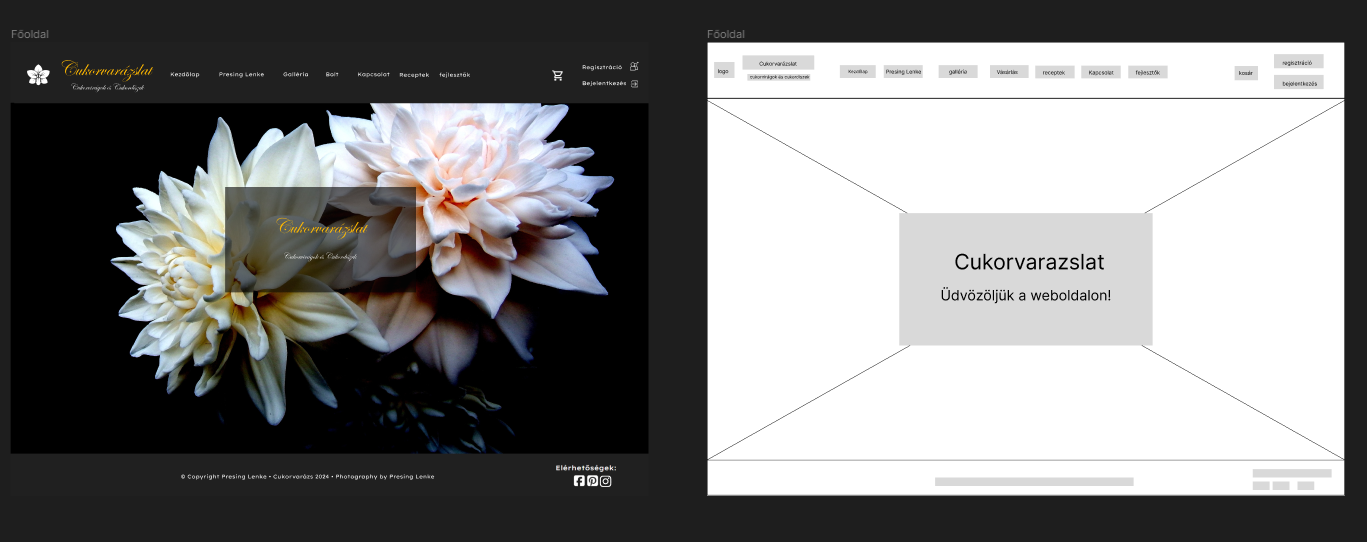 Főoldal
Cukorvarázslat
Cukorvirágok és Cukordíszek
Kezdőlap
Presing Lenke
Galléria
Bolt
Kapcsolat
Receptek
fejlesztők
Regisztráció
Bejelentkezés
Cukorvarázslat
Cukorvirágok és Cukordíszek
© Copyright Presing Lenke • Cukorvarázs 2024 • Photography by Presing Lenke
Elérhetőségek:
Főoldal
logo
Cukorvarázslat
cukorvirágok és cukordíszek
Kezdőlap
Presing Lenke
galléria
Vásárlás
receptek
Kapcsolat
fejlesztők
kosár
regisztráció
bejelentkezés
Cukorvarazslat
Üdvözöljük a weboldalon!